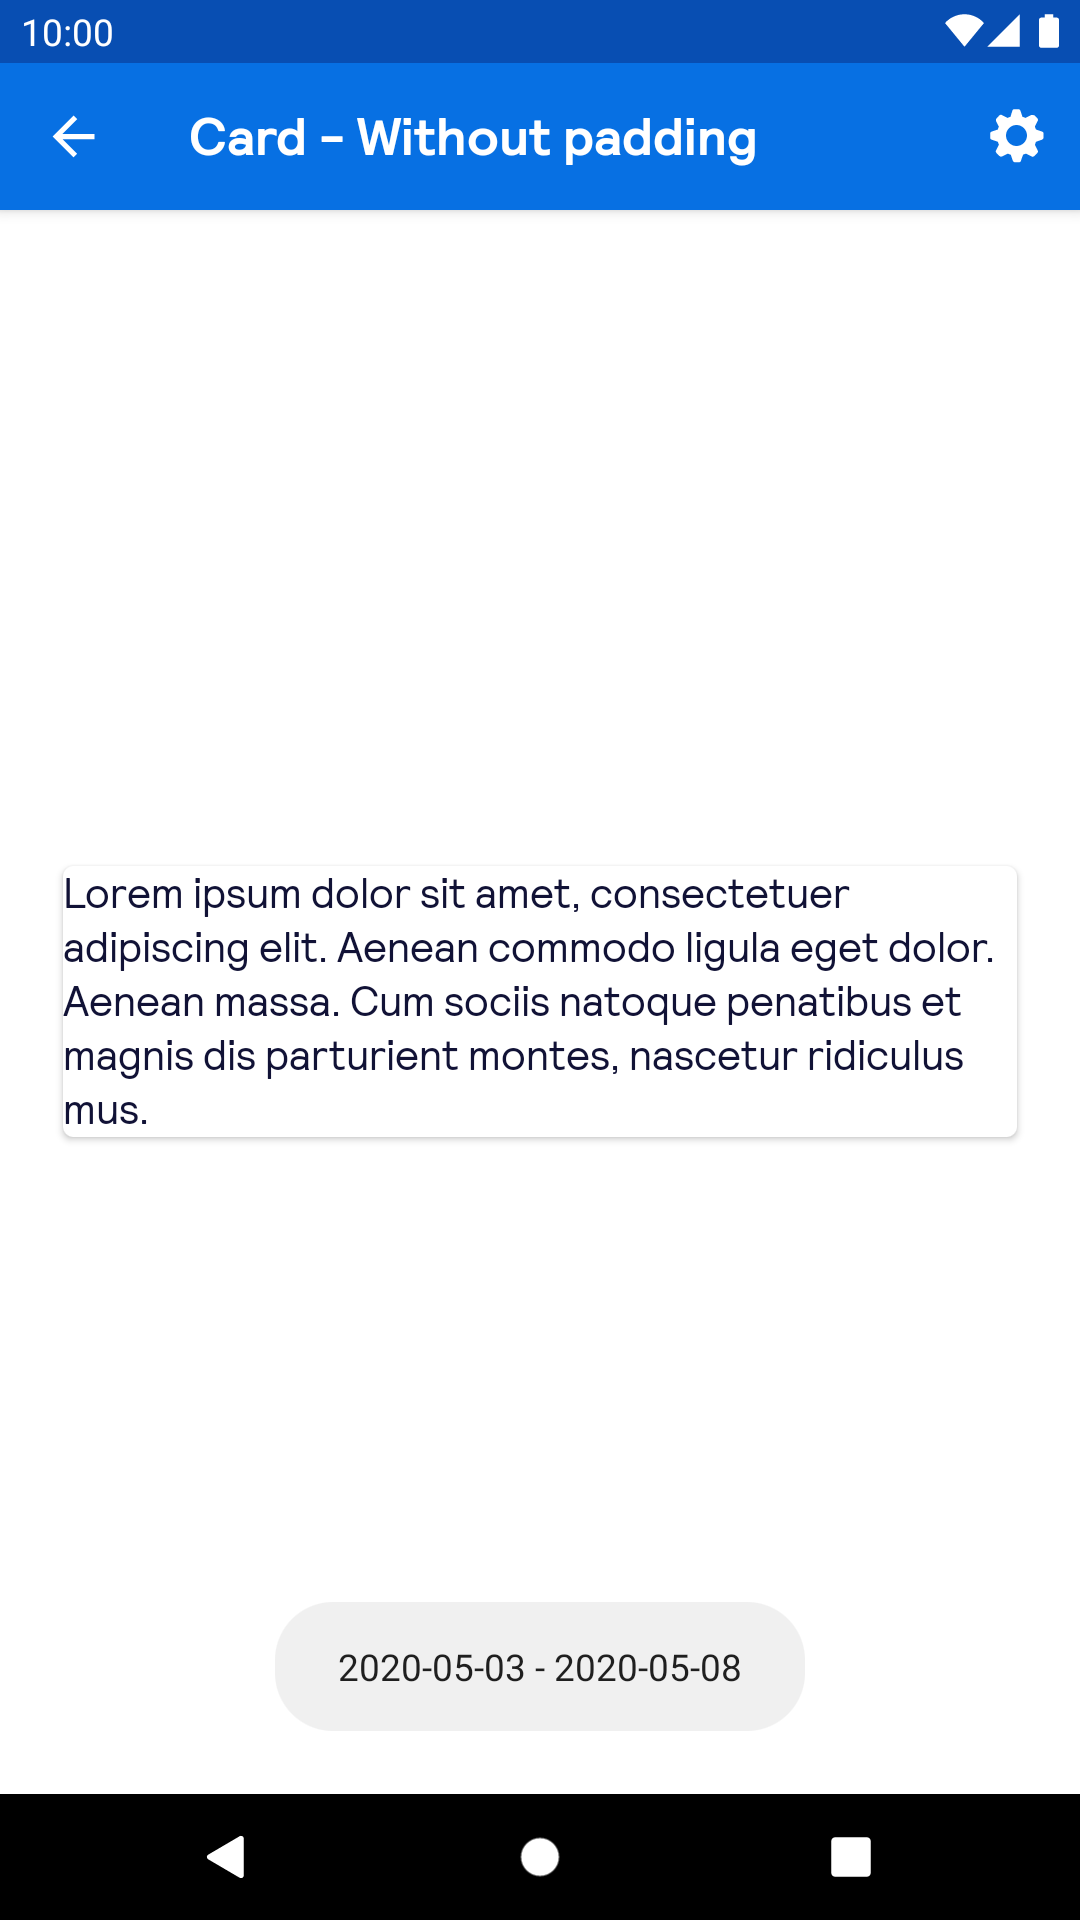 10:00
Card - Without padding
Lorem ipsum dolor sit amet, consectetuer
adipiscing elit. Aenean commodo ligula eget dolor.
Aenean massa. Cum sociis natoque penatibus et
magnis dis parturient montes, nascetur ridiculus
mus.
2020-05-03 - 2020-05-08